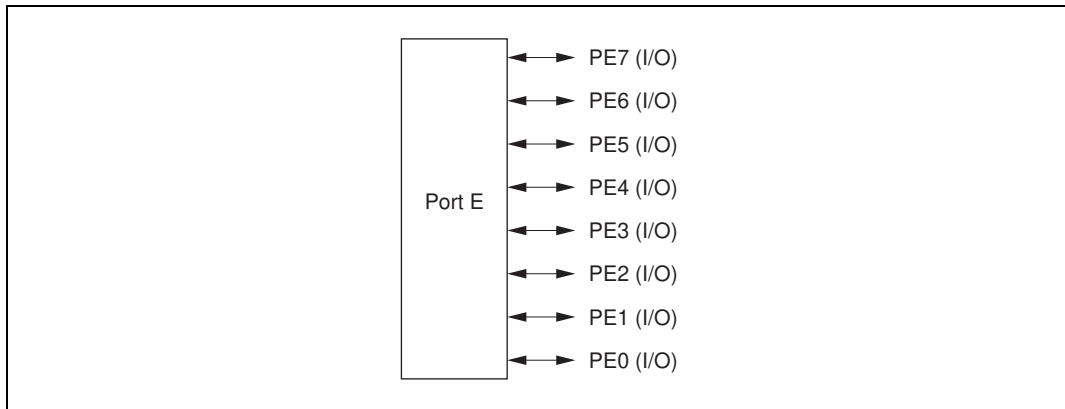 PE7 (I/O)
PE6 (I/O)
PE5 (I/O)
PE4 (I/O)
Port E
PE3 (I/O)
PE2 (I/O)
PE1 (I/O)
PE0 (I/O)